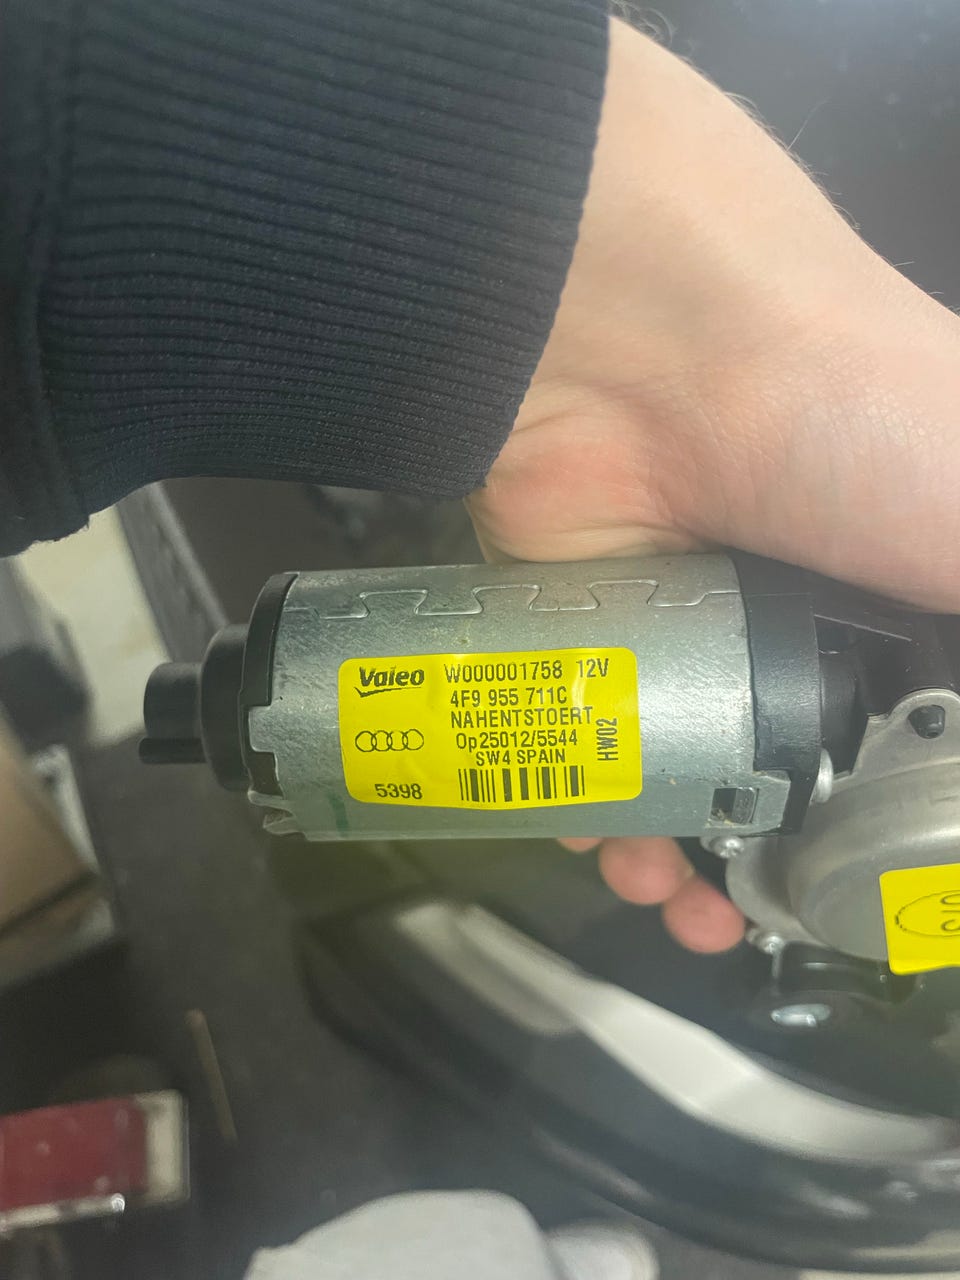 Valeo W000001758 12V
4F9 955 711C
NAHENTSTOERT
Op25012/5544
SW4 SPAIN
HW02
5398